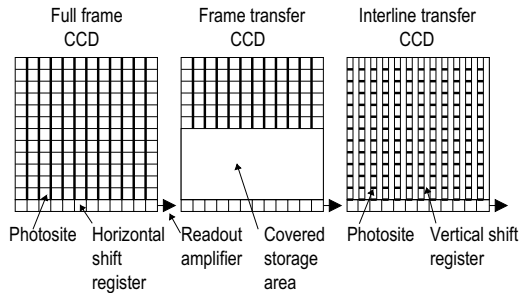 Full frame
CCD
Frame transfer
CCD
Interline transfer
CCD
Photosite
Horizontal
shift
register
Readout
amplifier
Covered
storage
area
Photosite
Vertical shift
register